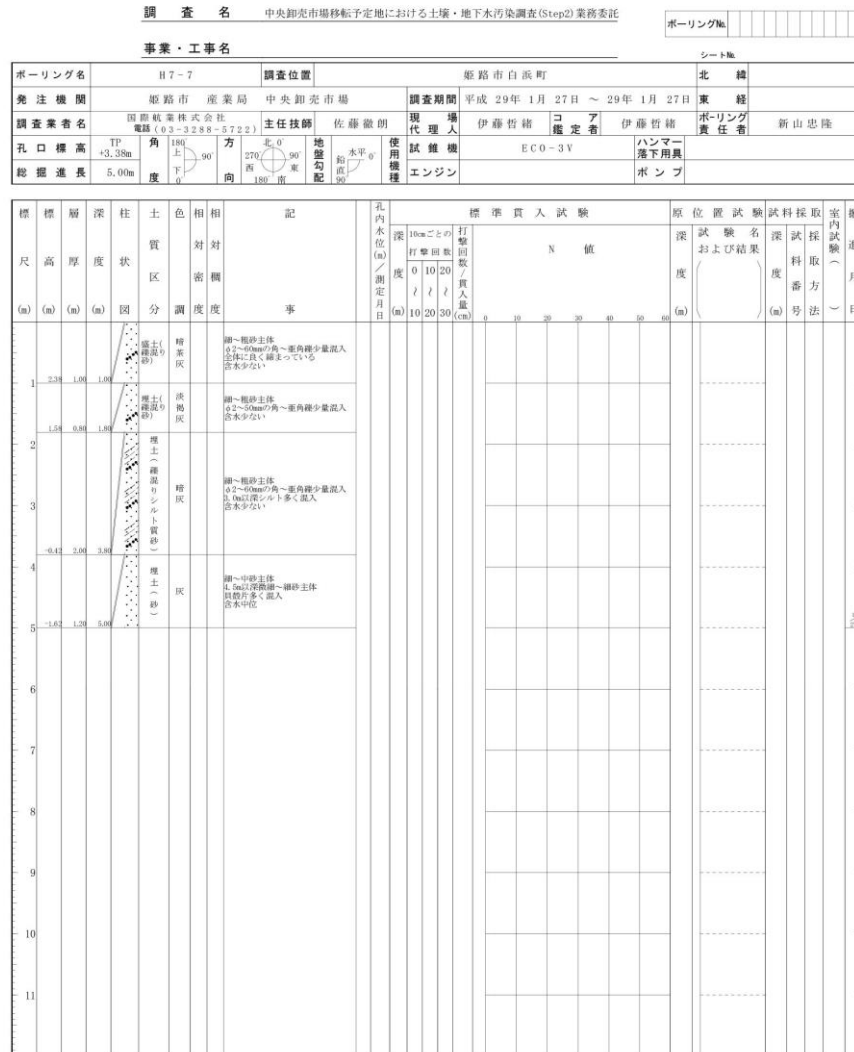 調査名 中央卸売市場移転予定地における土壌・地下水汚染調査(Step2)業務委託
ボーリング№
事業・工事名
シート№
ボーリング名 H7-7 調査位置 姫路市白浜町 北緯
発注機関 姫路市 産業局 中央卸売市場 調査期間 平成 29年 1月 27日 ～ 29年 1月 27日 東経
調査業者名 国際航業株式会社 電話(03-3288-5722) 主任技師 佐藤徹朗 現場代理人 伊藤哲緒 コア鑑定者 伊藤哲緒 ボーリング責任者 新山忠隆
孔口標高 TP +3.38m 角度 180° 上 90° 下 0° 方向 北 0° 270° 90° 西 東 180° 南 地盤勾配 水平 0° 鉛直 90° 使用機種 試錐機 ECO-3V ハンマー落下用具
総掘進長 5.00m エンジン ポンプ
標尺(m) 標高(m) 層厚(m) 深度(m) 柱状図 土質区分 色調 相対密度 相対稠度 記事 孔内水位(m)/測定月日
標準貫入試験 深度(m) 10cmごとの打撃回数 0～10 10～20 20～30 打撃回数/貫入量(cm) N値
0 10 20 30 40 50 60
原位置試験 深度(m) 試験名および結果
試料採取 深度(m) 試料番号 採取方法 室内試験( )
盛土(礫混り砂) 暗茶灰
細～粗砂主体
φ2～60mmの角～亜角礫少量混入
全体に良く締まっている
含水少ない
1 2.38 1.00 1.00
埋土(礫混り砂) 淡褐灰
細～粗砂主体
φ2～50mmの角～亜角礫少量混入
含水少ない
1.58 0.80 1.80
2
埋土(礫混りシルト質砂) 暗灰
細～粗砂主体
φ2～60mmの角～亜角礫少量混入
3.0m以深シルト多く混入
含水少ない
3
-0.42 2.00 3.80
4
埋土(砂) 灰
細～中砂主体
4.5m以深微細～細砂主体
貝殻片多く混入
含水中位
5 -1.62 1.20 5.00
6
7
8
9
10
11